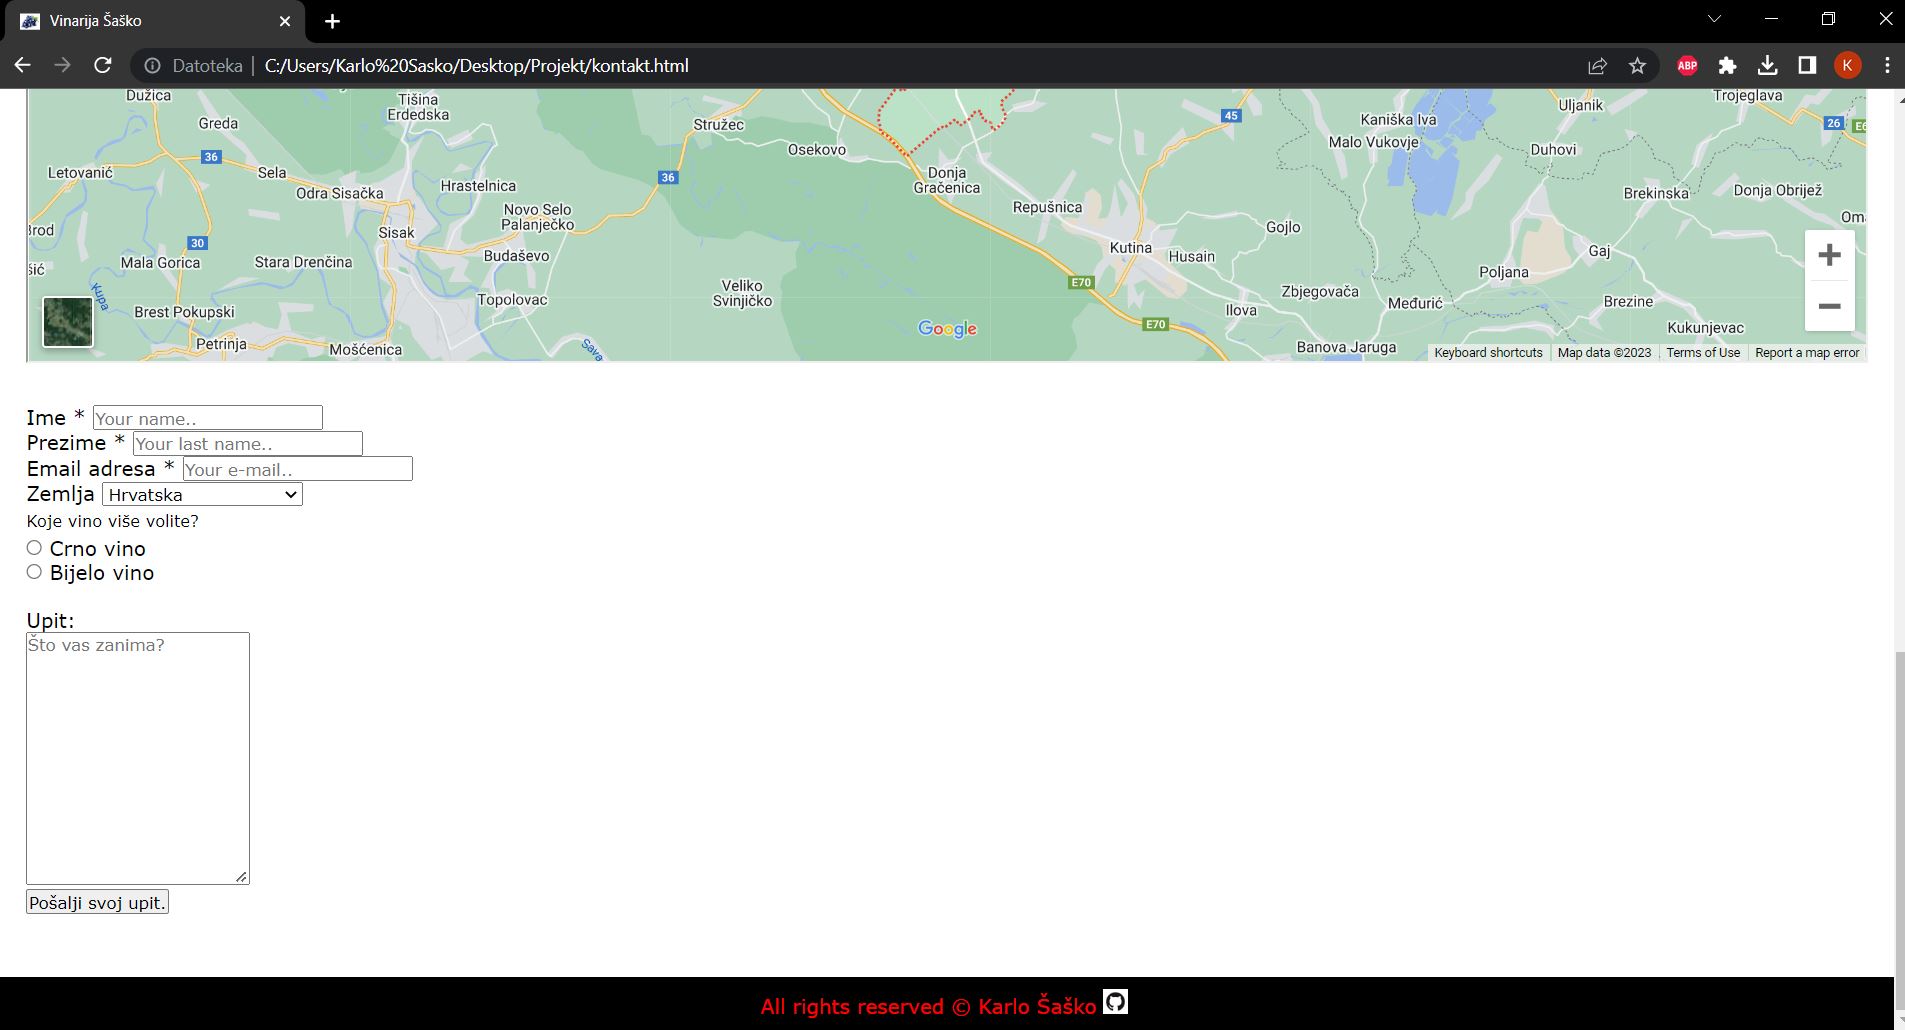 Vinarija Šaško
Datoteka | C:/Users/Karlo%20Sasko/Desktop/Projekt/kontakt.html
ABP
K
Dužica
Tišina
Erdedska
Greda
36
Letovanić
Sela
Odra Sisačka
Hrastelnica
Novo Selo
Palanječko
Sisak
30
Mala Gorica
Stara Drenčina
Budaševo
Kupa
Brest Pokupski
Topolovac
Petrinja
Mošćenica
Sava
Stružec
36
Osekovo
Donja
Gračenica
Veliko
Svinjičko
Repušnica
Kutina
Husain
Gojlo
E70
Zbjegovača
Ilova
E70
Banova Jaruga
Međurić
45
Kaniška Iva
Malo Vukovje
Uljanik
Trojeglava
26
Duhovi
Brekinska
Donja Obrijež
Gaj
Poljana
Brezine
Kukunjevac
Google
Keyboard shortcuts
Map data ©2023
Terms of Use
Report a map error
Ime * Your name..
Prezime * Your last name..
Email adresa * Your e-mail..
Zemlja Hrvatska
Koje vino više volite?
Crno vino
Bijelo vino
Upit:
Što vas zanima?
Pošalji svoj upit.
All rights reserved © Karlo Šaško